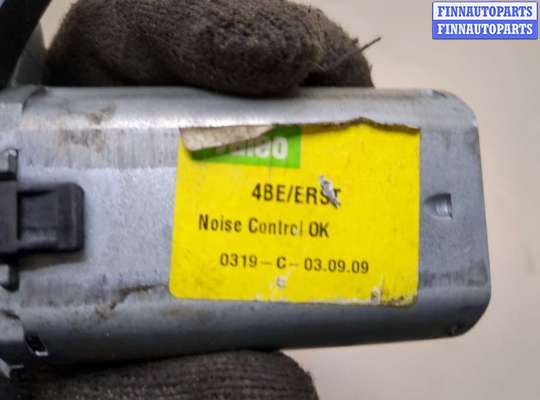 FINNAUTOPARTS
FINNAUTOPARTS
Valeo
4BE/ERST
Noise Control OK
0319-C-03.09.09